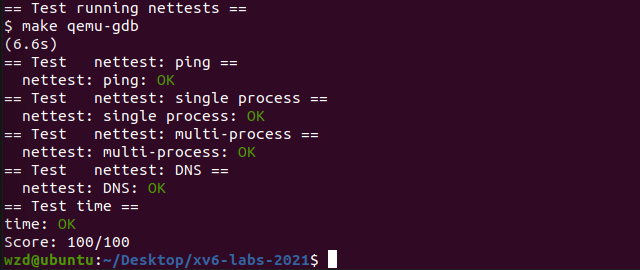 == Test running nettests ==
$ make qemu-gdb
(6.6s)
== Test   nettest: ping ==
  nettest: ping: OK
== Test   nettest: single process ==
  nettest: single process: OK
== Test   nettest: multi-process ==
  nettest: multi-process: OK
== Test   nettest: DNS ==
  nettest: DNS: OK
== Test time ==
time: OK
Score: 100/100
wzd@ubuntu:~/Desktop/xv6-labs-2021$